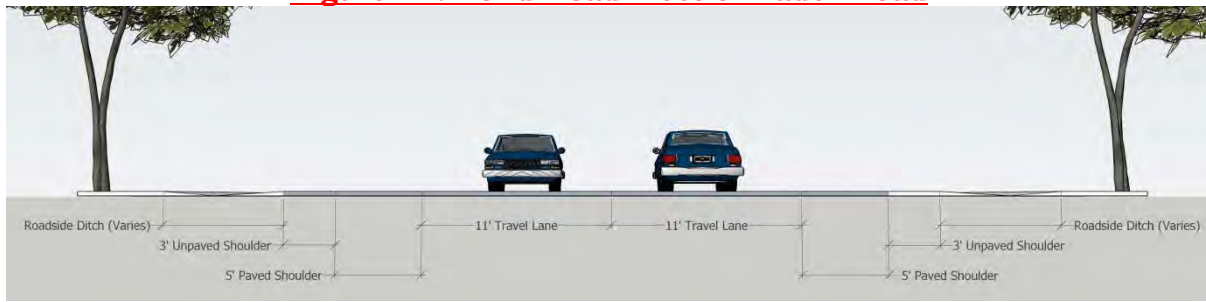 Roadside Ditch (Varies) 11' Travel Lane 11' Travel Lane Roadside Ditch (Varies)
3' Unpaved Shoulder 3' Unpaved Shoulder
5' Paved Shoulder 5' Paved Shoulder